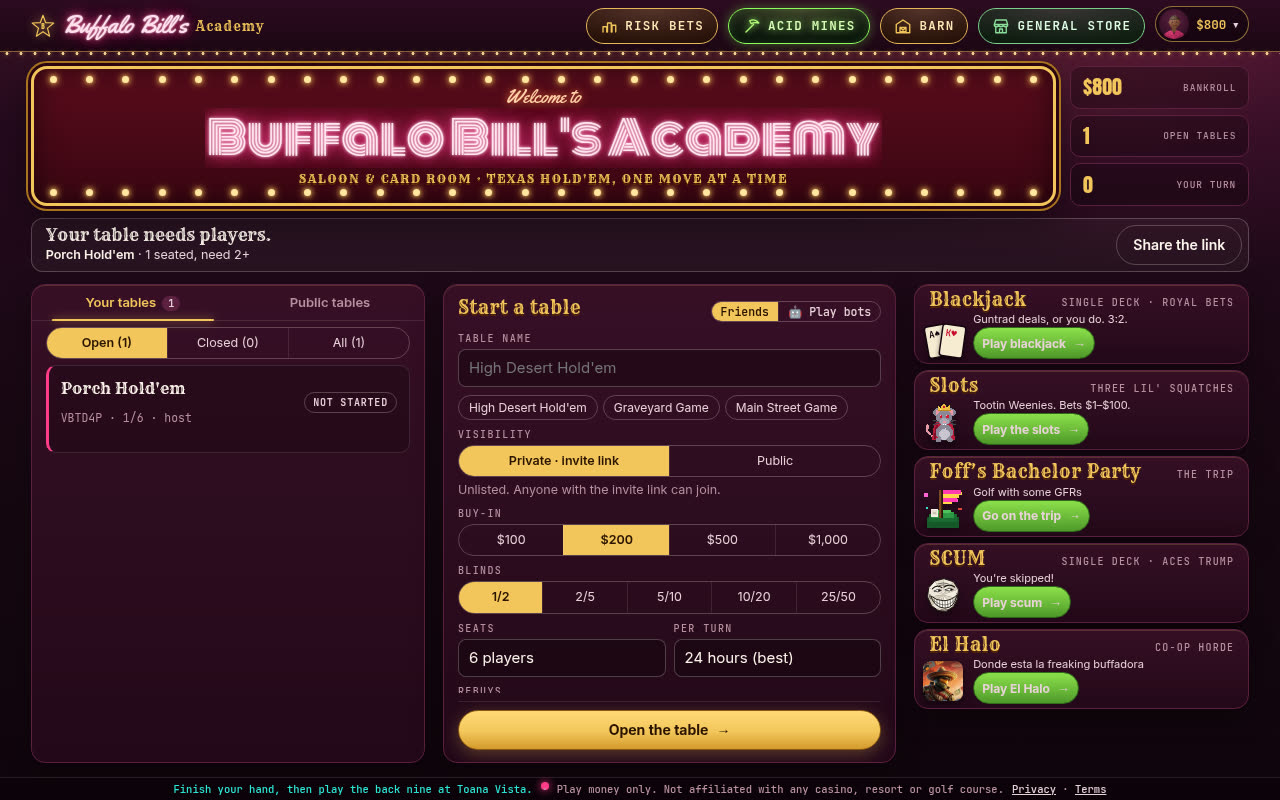 Buffalo Bill's Academy
RISK BETS
ACID MINES
BARN
GENERAL STORE
$800 ▾
Welcome to
Buffalo Bill's Academy
SALOON & CARD ROOM · TEXAS HOLD'EM, ONE MOVE AT A TIME
$800 BANKROLL
1 OPEN TABLES
0 YOUR TURN
Your table needs players.
Porch Hold'em · 1 seated, need 2+
Share the link
Your tables 1
Public tables
Open (1)
Closed (0)
All (1)
Porch Hold'em
NOT STARTED
VBTD4P · 1/6 · host
Start a table
Friends
Play bots
TABLE NAME
High Desert Hold'em
High Desert Hold'em
Graveyard Game
Main Street Game
VISIBILITY
Private · invite link
Public
Unlisted. Anyone with the invite link can join.
BUY-IN
$100
$200
$500
$1,000
BLINDS
1/2
2/5
5/10
10/20
25/50
SEATS
PER TURN
6 players
24 hours (best)
REBUYS
Open the table →
Blackjack
SINGLE DECK · ROYAL BETS
A♠ K♥
Guntrad deals, or you do. 3:2.
Play blackjack →
Slots
THREE LIL' SQUATCHES
Tootin Weenies. Bets $1–$100.
Play the slots →
Foff's Bachelor Party
THE TRIP
Golf with some GFRs
Go on the trip →
SCUM
SINGLE DECK · ACES TRUMP
You're skipped!
Play scum →
El Halo
CO-OP HORDE
Donde esta la freaking buffadora
Play El Halo →
Finish your hand, then play the back nine at Toana Vista.
Play money only. Not affiliated with any casino, resort or golf course. Privacy · Terms